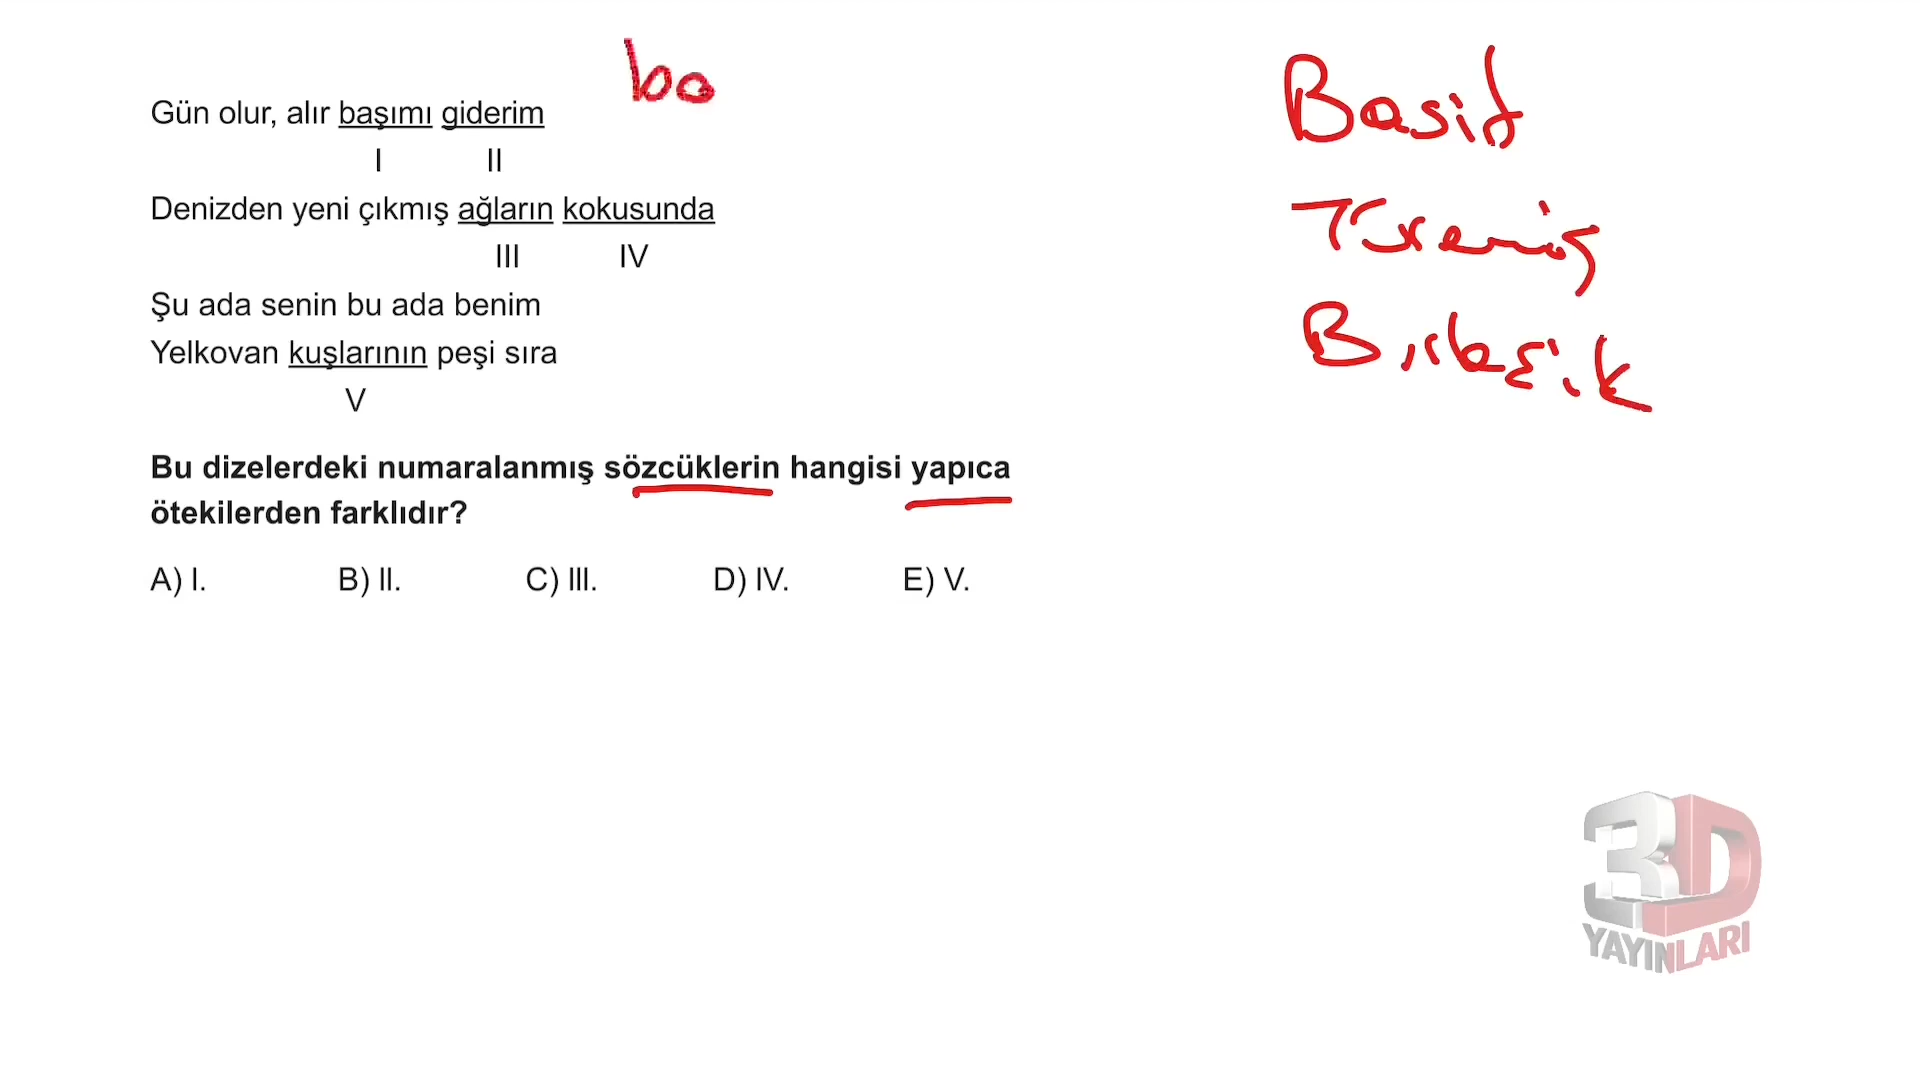 bo
Gün olur, alır başımı giderim
I II
Denizden yeni çıkmış ağların kokusunda
III IV
Şu ada senin bu ada benim
Yelkovan kuşlarının peşi sıra
V
Bu dizelerdeki numaralanmış sözcüklerin hangisi yapıca
ötekilerden farklıdır?
A) I. B) II. C) III. D) IV. E) V.
Basit
Türemiş
Birleşik
3D
YAYINLARI